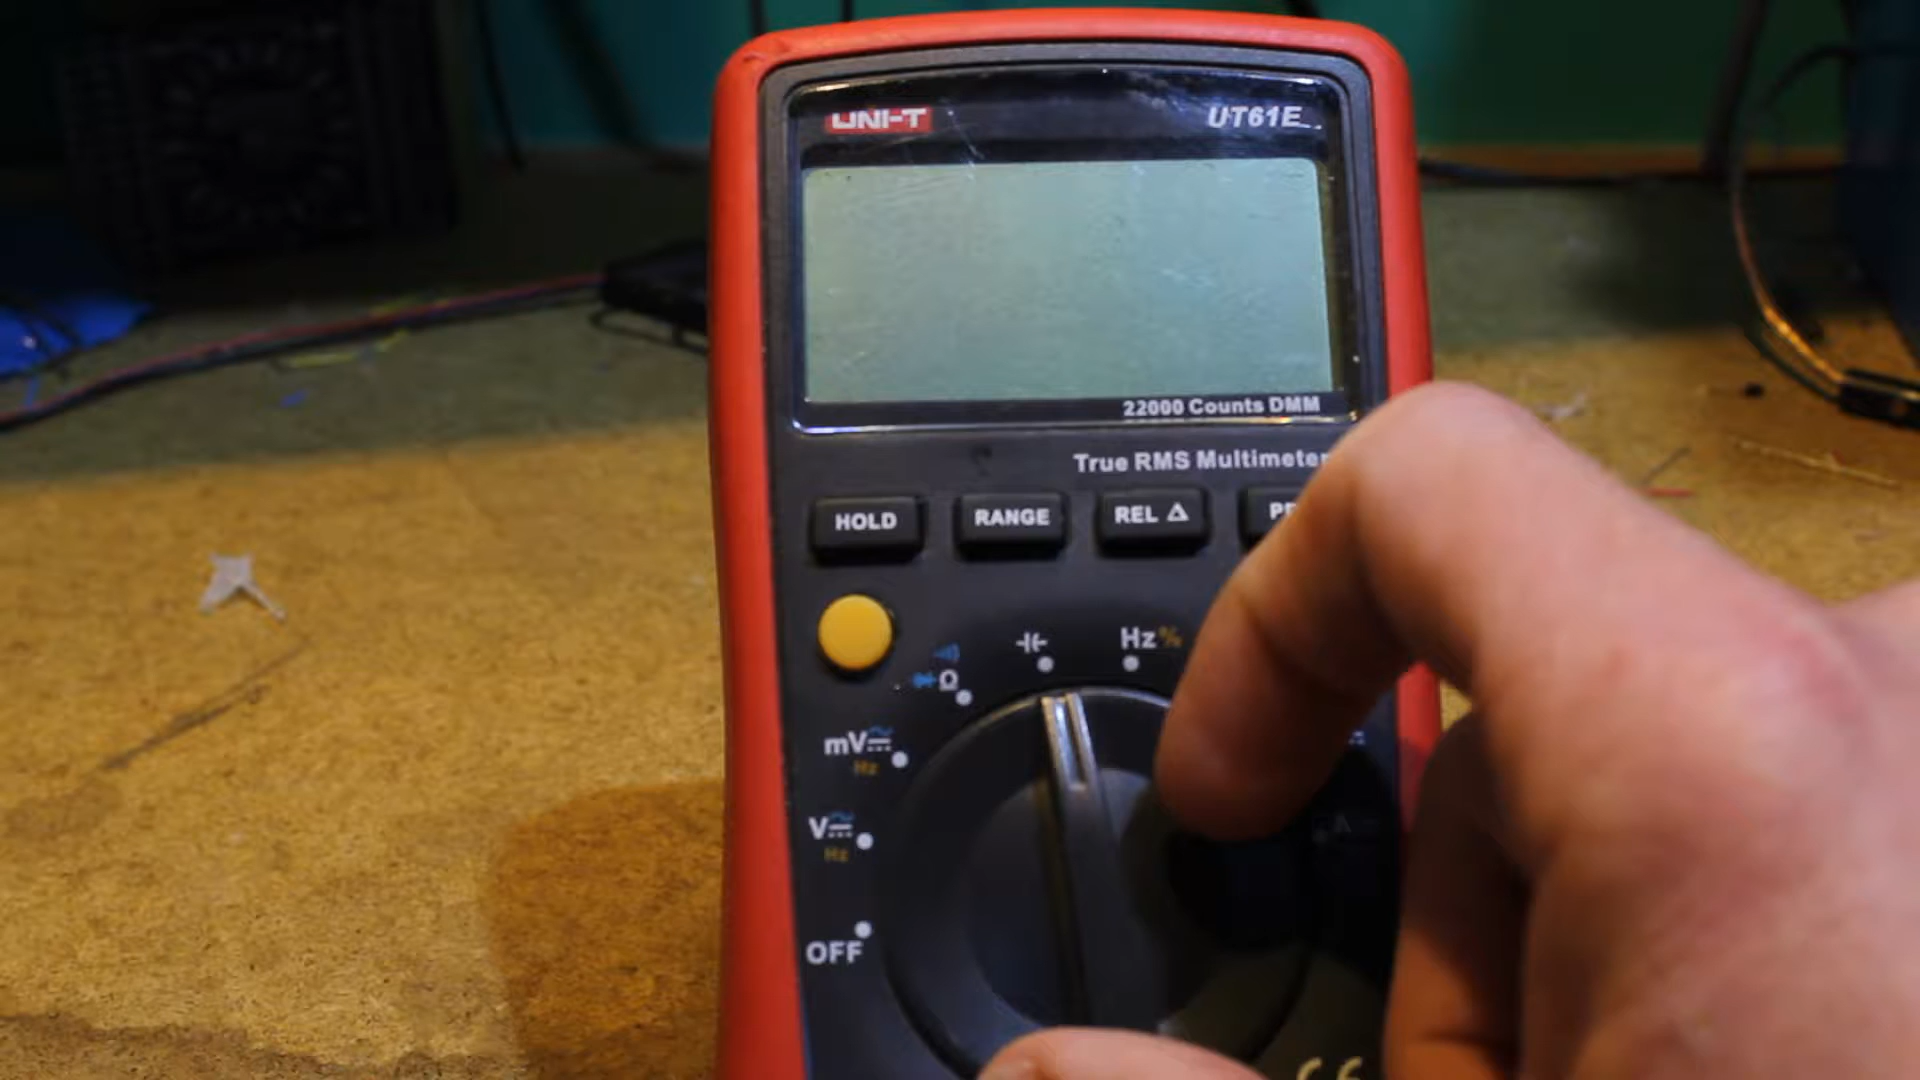 UNI-T
UT61E
22000 Counts DMM
True RMS Multimeter
HOLD
RANGE
REL Δ
Hz%
Ω
mV
Hz
V
Hz
OFF